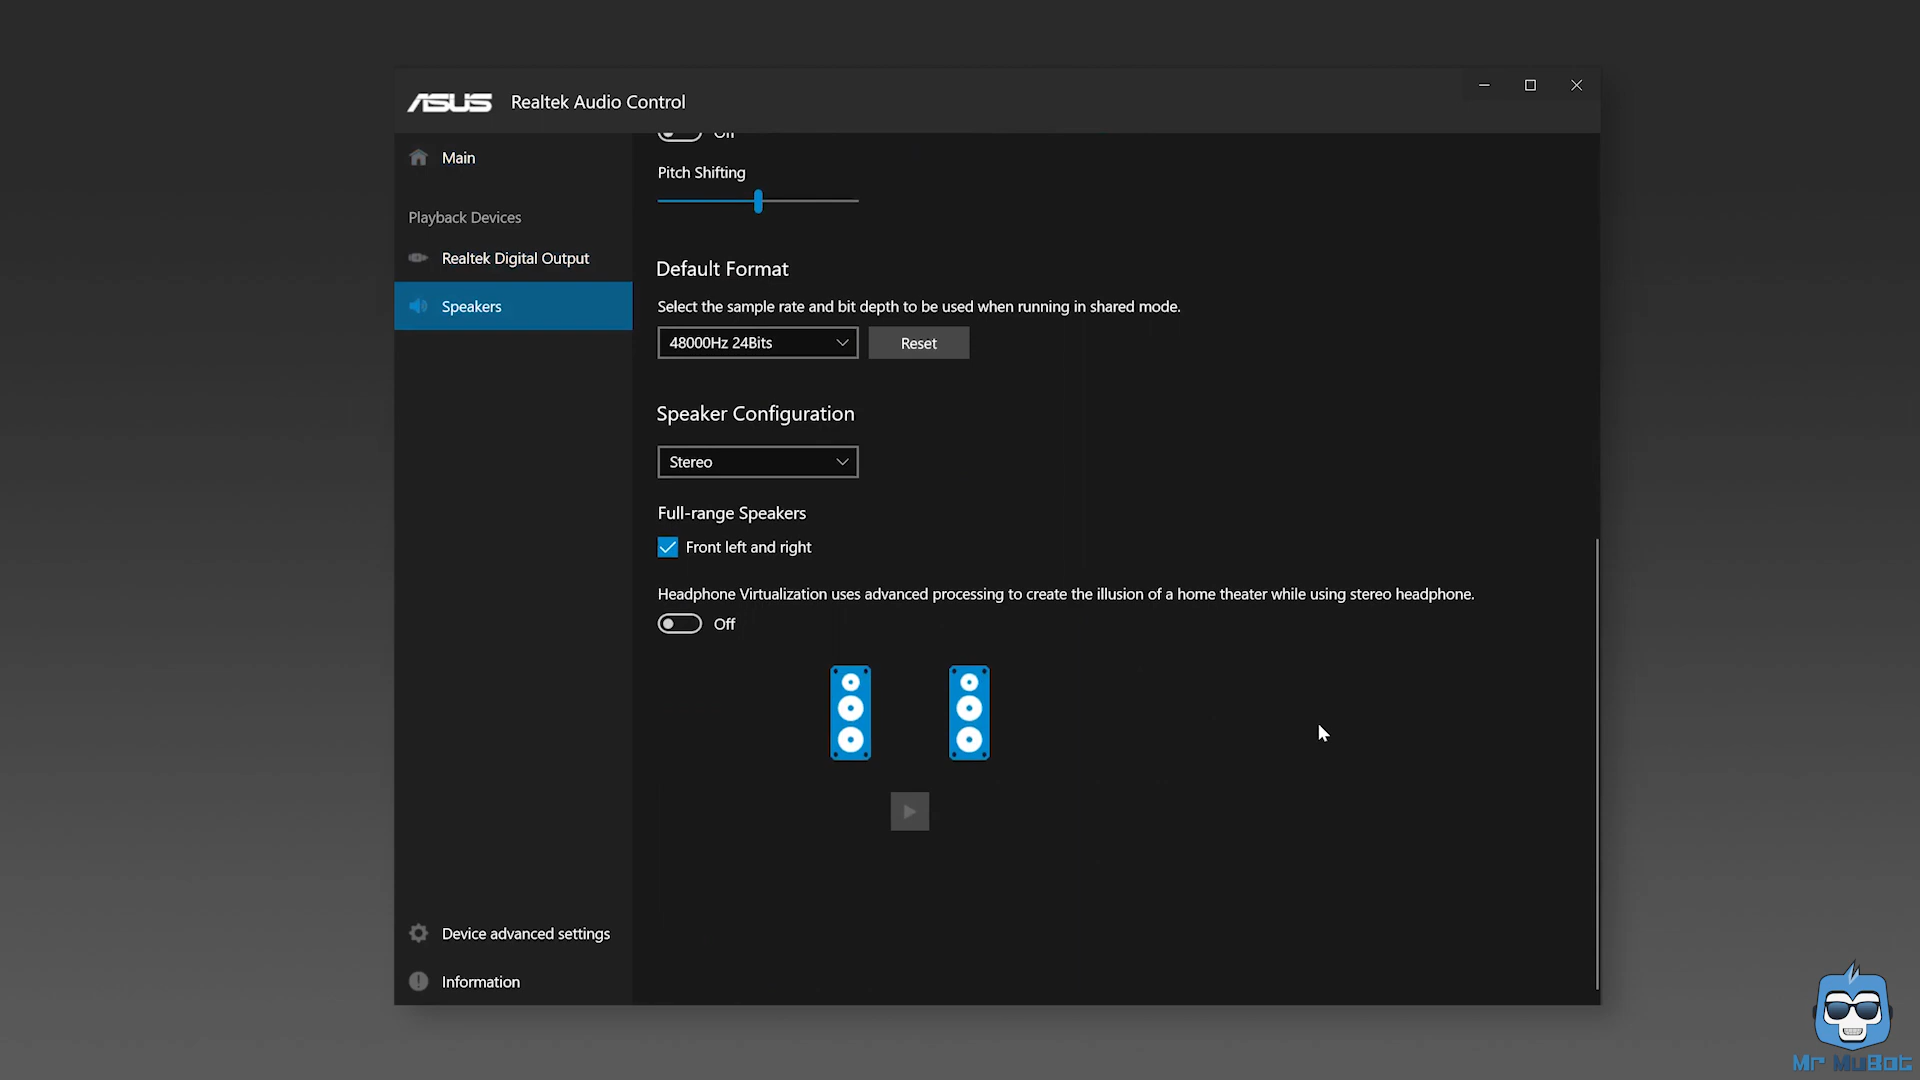 ASUS Realtek Audio Control
Main
Playback Devices
Realtek Digital Output
Speakers
Device advanced settings
Information
Off
Pitch Shifting
Default Format
Select the sample rate and bit depth to be used when running in shared mode.
48000Hz 24Bits
Reset
Speaker Configuration
Stereo
Full-range Speakers
Front left and right
Headphone Virtualization uses advanced processing to create the illusion of a home theater while using stereo headphone.
Off
Mr MuBot